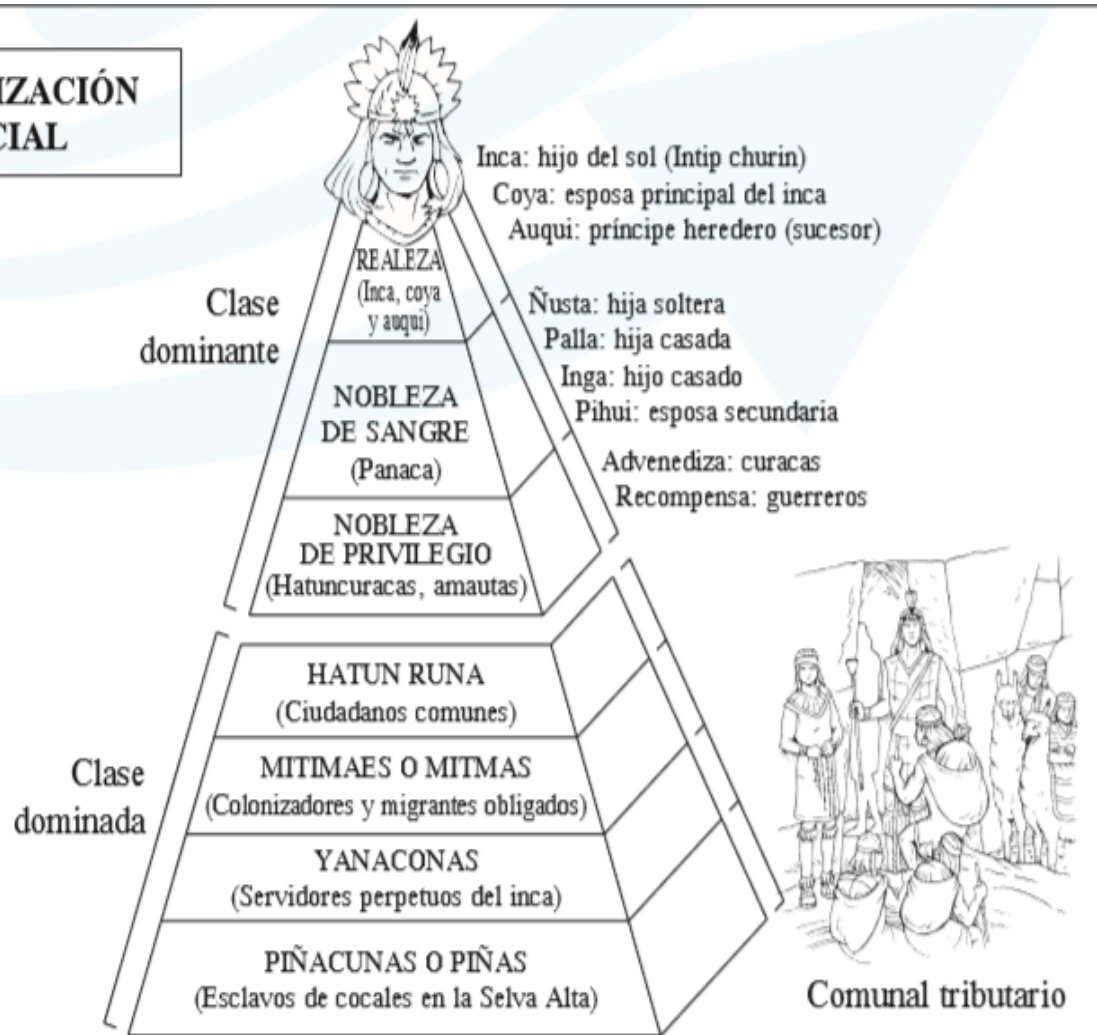 IZACIÓN
CIAL
Inca: hijo del sol (Intip churin)
Coya: esposa principal del inca
Auqui: príncipe heredero (sucesor)
REALEZA
(Inca, coya
y auqui)
Clase
dominante
Ñusta: hija soltera
Palla: hija casada
Inga: hijo casado
Pihui: esposa secundaria
NOBLEZA
DE SANGRE
(Panaca)
Advenediza: curacas
Recompensa: guerreros
NOBLEZA
DE PRIVILEGIO
(Hatuncuracas, amautas)
Clase
dominada
HATUN RUNA
(Ciudadanos comunes)
MITIMAES O MITMAS
(Colonizadores y migrantes obligados)
YANACONAS
(Servidores perpetuos del inca)
PIÑACUNAS O PIÑAS
(Esclavos de cocales en la Selva Alta)
Comunal tributario